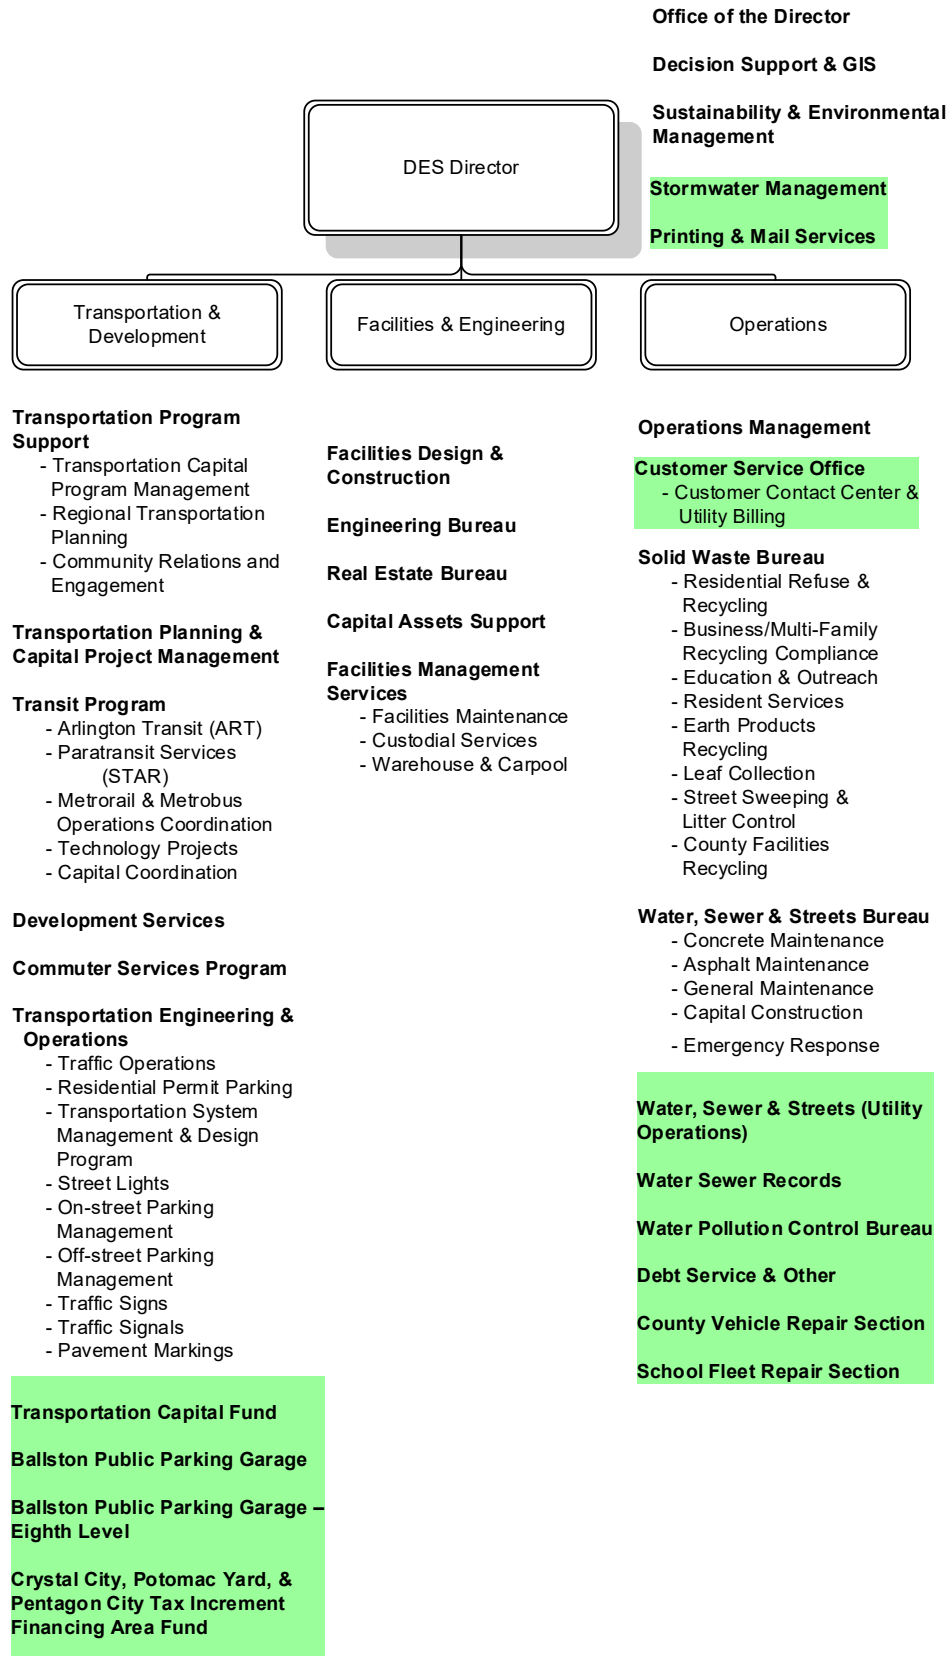 Office of the Director
Decision Support & GIS
Sustainability & Environmental
Management
Stormwater Management
Printing & Mail Services
DES Director
Transportation &
Development
Facilities & Engineering
Operations
Transportation Program
Support
- Transportation Capital
Program Management
- Regional Transportation
Planning
- Community Relations and
Engagement
Transportation Planning &
Capital Project Management
Transit Program
- Arlington Transit (ART)
- Paratransit Services
(STAR)
- Metrorail & Metrobus
Operations Coordination
- Technology Projects
- Capital Coordination
Development Services
Commuter Services Program
Transportation Engineering &
Operations
- Traffic Operations
- Residential Permit Parking
- Transportation System
Management & Design
Program
- Street Lights
- On-street Parking
Management
- Off-street Parking
Management
- Traffic Signs
- Traffic Signals
- Pavement Markings
Transportation Capital Fund
Ballston Public Parking Garage
Ballston Public Parking Garage –
Eighth Level
Crystal City, Potomac Yard, &
Pentagon City Tax Increment
Financing Area Fund
Facilities Design &
Construction
Engineering Bureau
Real Estate Bureau
Capital Assets Support
Facilities Management
Services
- Facilities Maintenance
- Custodial Services
- Warehouse & Carpool
Operations Management
Customer Service Office
- Customer Contact Center &
Utility Billing
Solid Waste Bureau
- Residential Refuse &
Recycling
- Business/Multi-Family
Recycling Compliance
- Education & Outreach
- Resident Services
- Earth Products
Recycling
- Leaf Collection
- Street Sweeping &
Litter Control
- County Facilities
Recycling
Water, Sewer & Streets Bureau
- Concrete Maintenance
- Asphalt Maintenance
- General Maintenance
- Capital Construction
- Emergency Response
Water, Sewer & Streets (Utility
Operations)
Water Sewer Records
Water Pollution Control Bureau
Debt Service & Other
County Vehicle Repair Section
School Fleet Repair Section